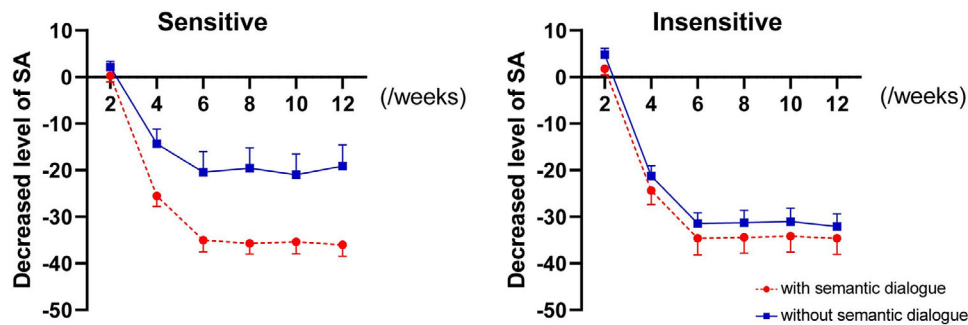 Sensitive
Decreased level of SA
10
0
-10
-20
-30
-40
-50
2 4 6 8 10 12
(/weeks)
Insensitive
Decreased level of SA
10
0
-10
-20
-30
-40
-50
2 4 6 8 10 12
(/weeks)
with semantic dialogue
without semantic dialogue